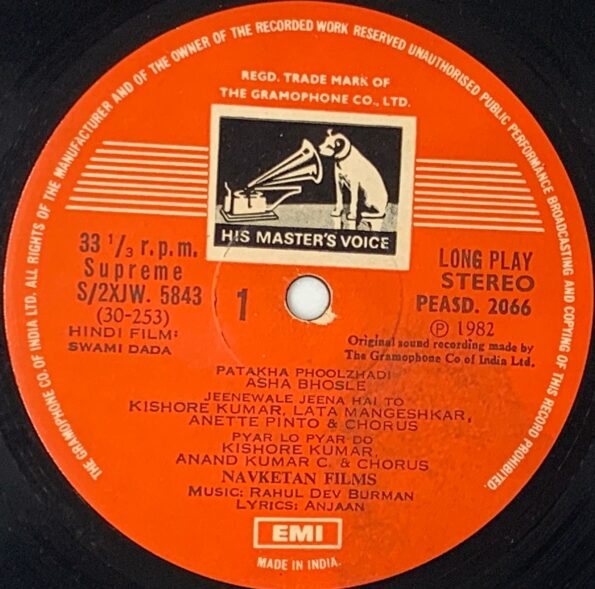 THE GRAMOPHONE CO. OF INDIA LTD. ALL RIGHTS OF THE MANUFACTURER AND OF THE OWNER OF THE RECORDED WORK RESERVED UNAUTHORISED PUBLIC PERFORMANCE BROADCASTING AND COPYING OF THIS RECORD PROHIBITED.
REGD. TRADE MARK OF
THE GRAMOPHONE CO., LTD.
HIS MASTER'S VOICE
33 1/3 r.p.m.
Supreme
S/2XJW. 5843
(30-253)
HINDI FILM:
SWAMI DADA
1
LONG PLAY
STEREO
PEASD. 2066
Ⓟ 1982
Original sound recording made by
The Gramophone Co of India Ltd.
PATAKHA PHOOLZHADI
ASHA BHOSLE
JEENEWALE JEENA HAI TO
KISHORE KUMAR, LATA MANGESHKAR,
ANETTE PINTO & CHORUS
PYAR LO PYAR DO
KISHORE KUMAR,
ANAND KUMAR C. & CHORUS
NAVKETAN FILMS
MUSIC: RAHUL DEV BURMAN
LYRICS: ANJAAN
EMI
MADE IN INDIA.